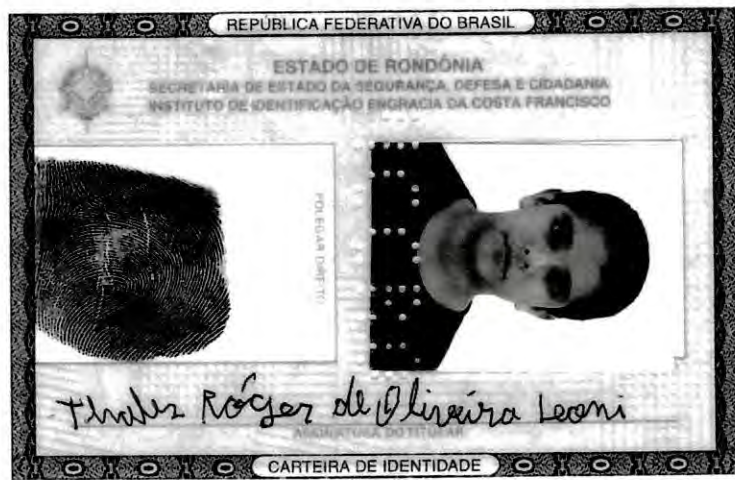 REPÚBLICA FEDERATIVA DO BRASIL
ESTADO DE RONDÔNIA
SECRETARIA DE ESTADO DA SEGURANÇA, DEFESA E CIDADANIA
INSTITUTO DE IDENTIFICAÇÃO ENGRACIA DA COSTA FRANCISCO
POLEGAR DIREITO
Thales Róger de Oliveira Leoni
ASSINATURA DO TITULAR
CARTEIRA DE IDENTIDADE